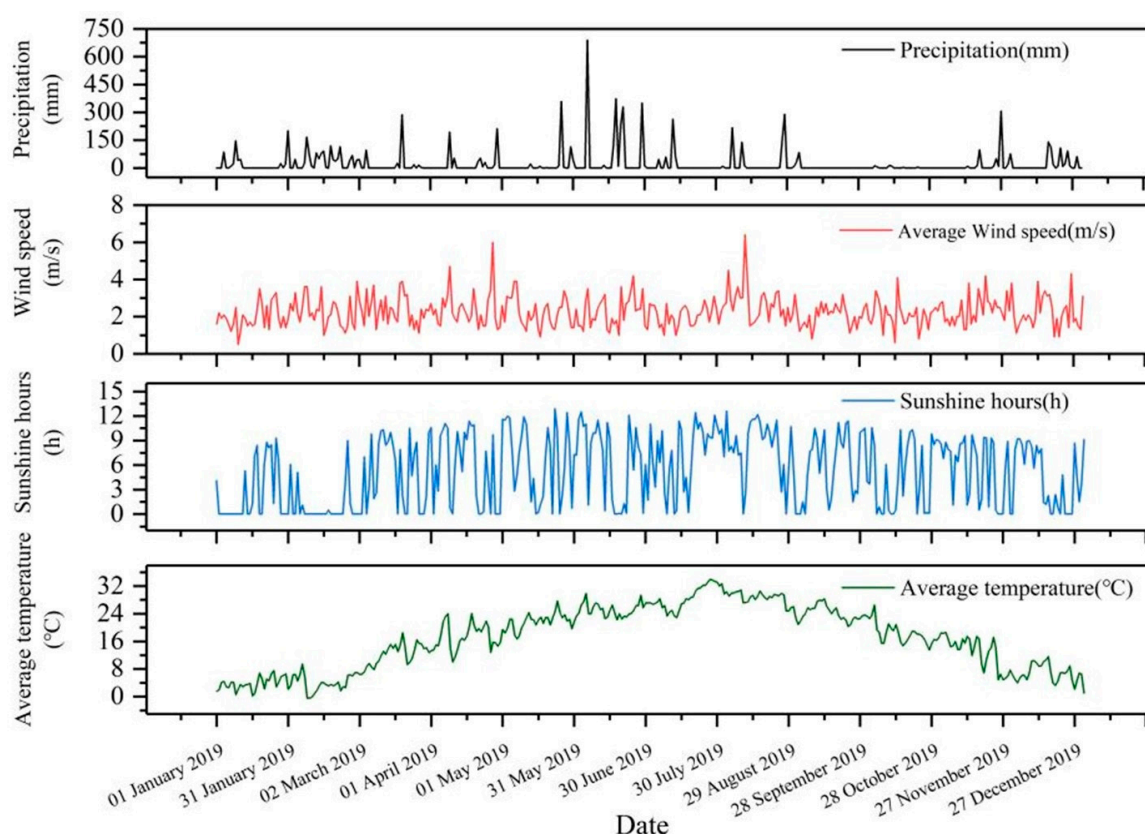 Precipitation
(mm)
750
600
450
300
150
0
Precipitation(mm)
Wind speed
(m/s)
8
6
4
2
0
Average Wind speed(m/s)
Sunshine hours
(h)
15
12
9
6
3
0
Sunshine hours(h)
Average temperature
(°C)
32
24
16
8
0
Average temperature(°C)
01 January 2019
31 January 2019
02 March 2019
01 April 2019
01 May 2019
31 May 2019
30 June 2019
30 July 2019
29 August 2019
28 September 2019
28 October 2019
27 November 2019
27 December 2019
Date